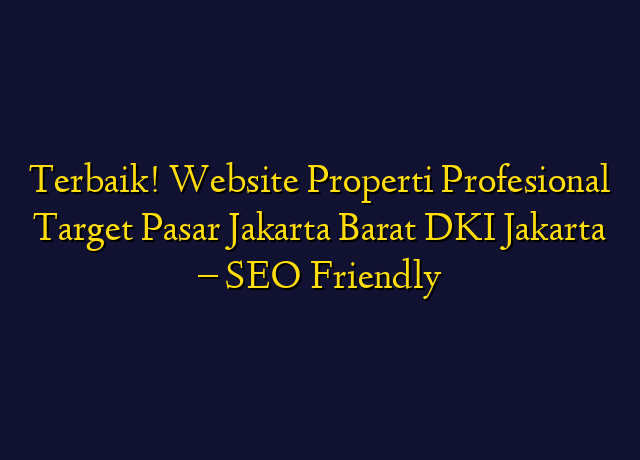 Terbaik! Website Properti Profesional
Target Pasar Jakarta Barat DKI Jakarta
– SEO Friendly